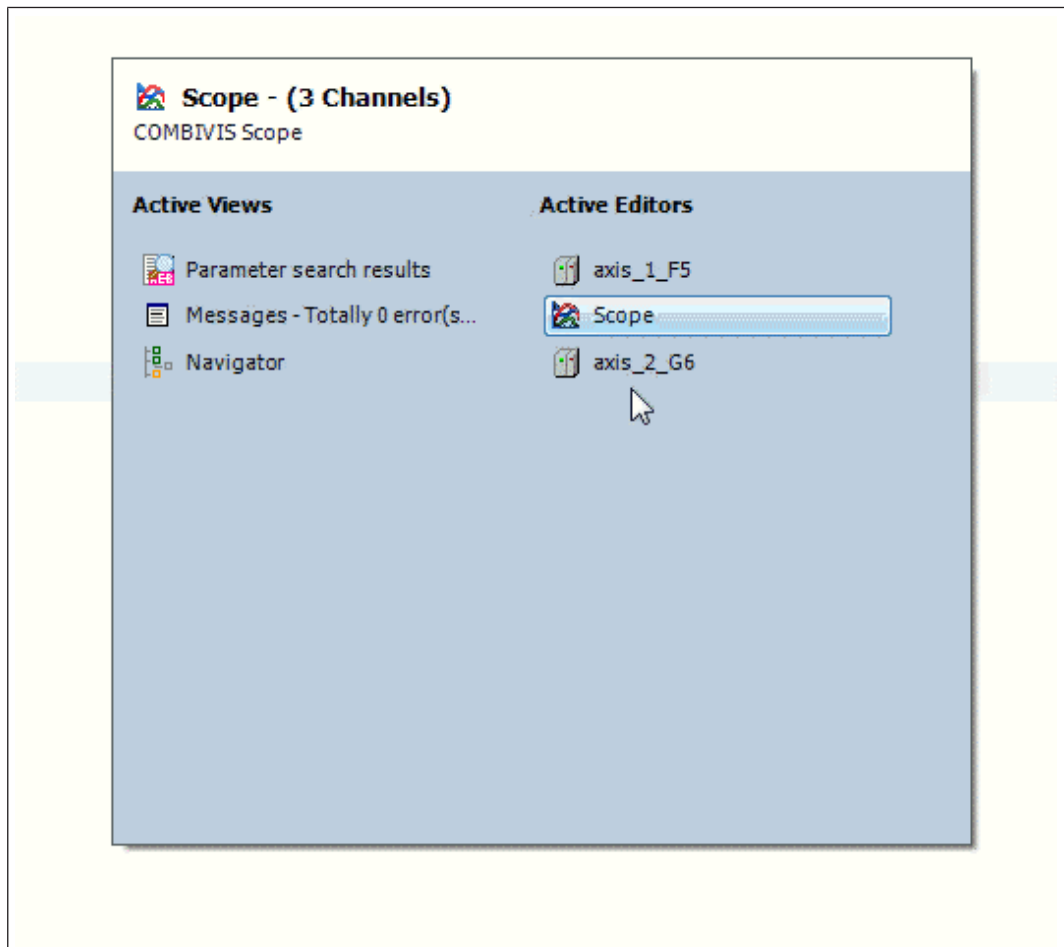 Scope - (3 Channels)
COMBIVIS Scope
Active Views
Parameter search results
Messages - Totally 0 error(s...
Navigator
Active Editors
axis_1_F5
Scope
axis_2_G6